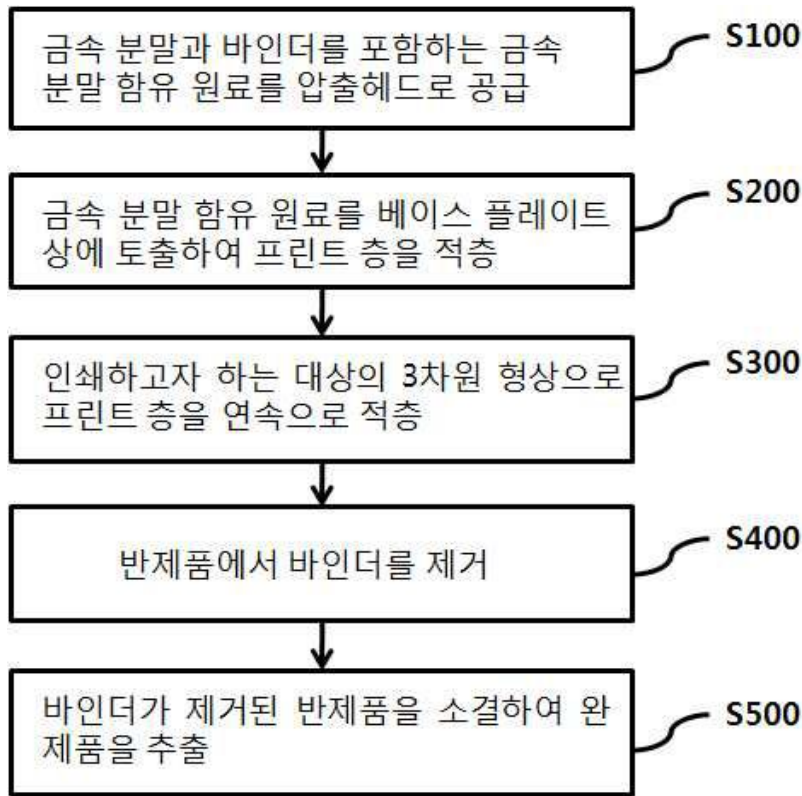 금속 분말과 바인더를 포함하는 금속
분말 함유 원료를 압출헤드로 공급
S100
금속 분말 함유 원료를 베이스 플레이트
상에 토출하여 프린트 층을 적층
S200
인쇄하고자 하는 대상의 3차원 형상으로
프린트 층을 연속으로 적층
S300
반제품에서 바인더를 제거
S400
바인더가 제거된 반제품을 소결하여 완
제품을 추출
S500